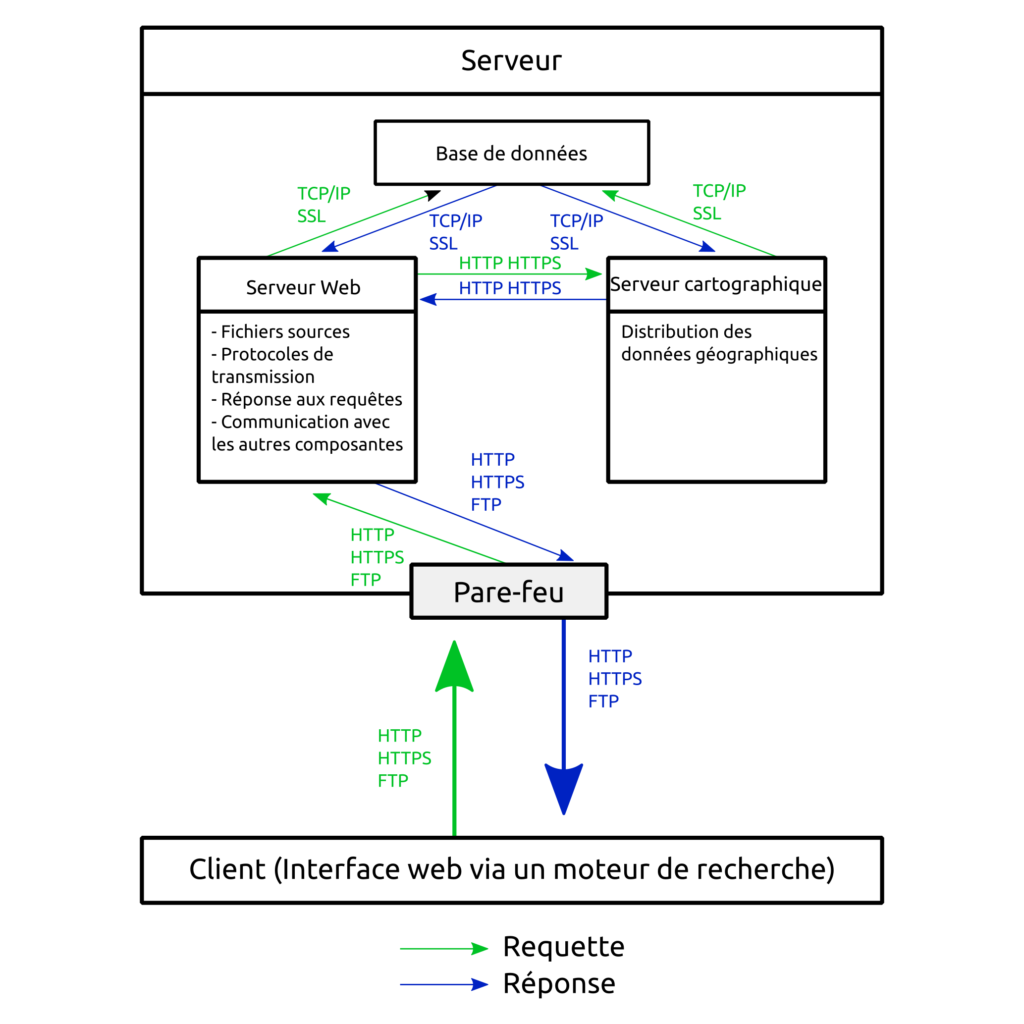 Serveur
Base de données
TCP/IP
SSL
TCP/IP
SSL
TCP/IP
SSL
TCP/IP
SSL
HTTP HTTPS
HTTP HTTPS
Serveur Web
- Fichiers sources
- Protocoles de
transmission
- Réponse aux requêtes
- Communication avec
les autres composantes
Serveur cartographique
Distribution des
données géographiques
HTTP
HTTPS
FTP
HTTP
HTTPS
FTP
Pare-feu
HTTP
HTTPS
FTP
HTTP
HTTPS
FTP
Client (Interface web via un moteur de recherche)
Requette
Réponse